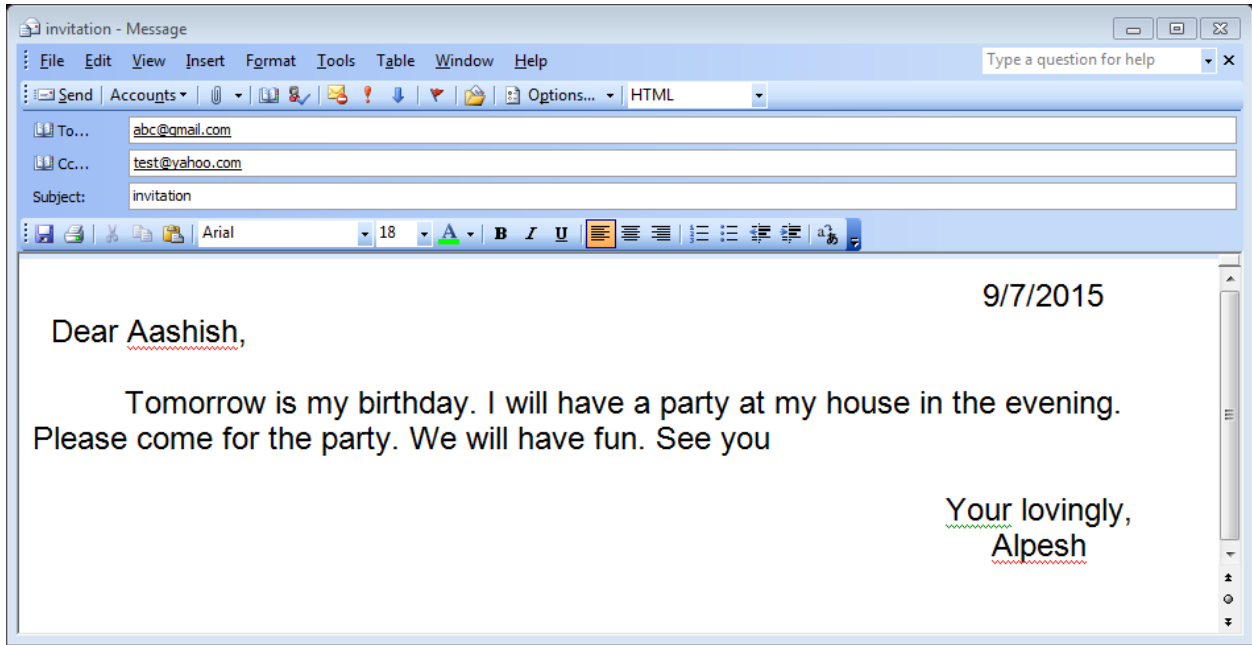 invitation - Message
File Edit View Insert Format Tools Table Window Help Type a question for help
Send Accounts Options... HTML
To... abc@gmail.com
Cc... test@yahoo.com
Subject: invitation
Arial 18 A B I U
9/7/2015
Dear Aashish,
Tomorrow is my birthday. I will have a party at my house in the evening.
Please come for the party. We will have fun. See you
Your lovingly,
Alpesh